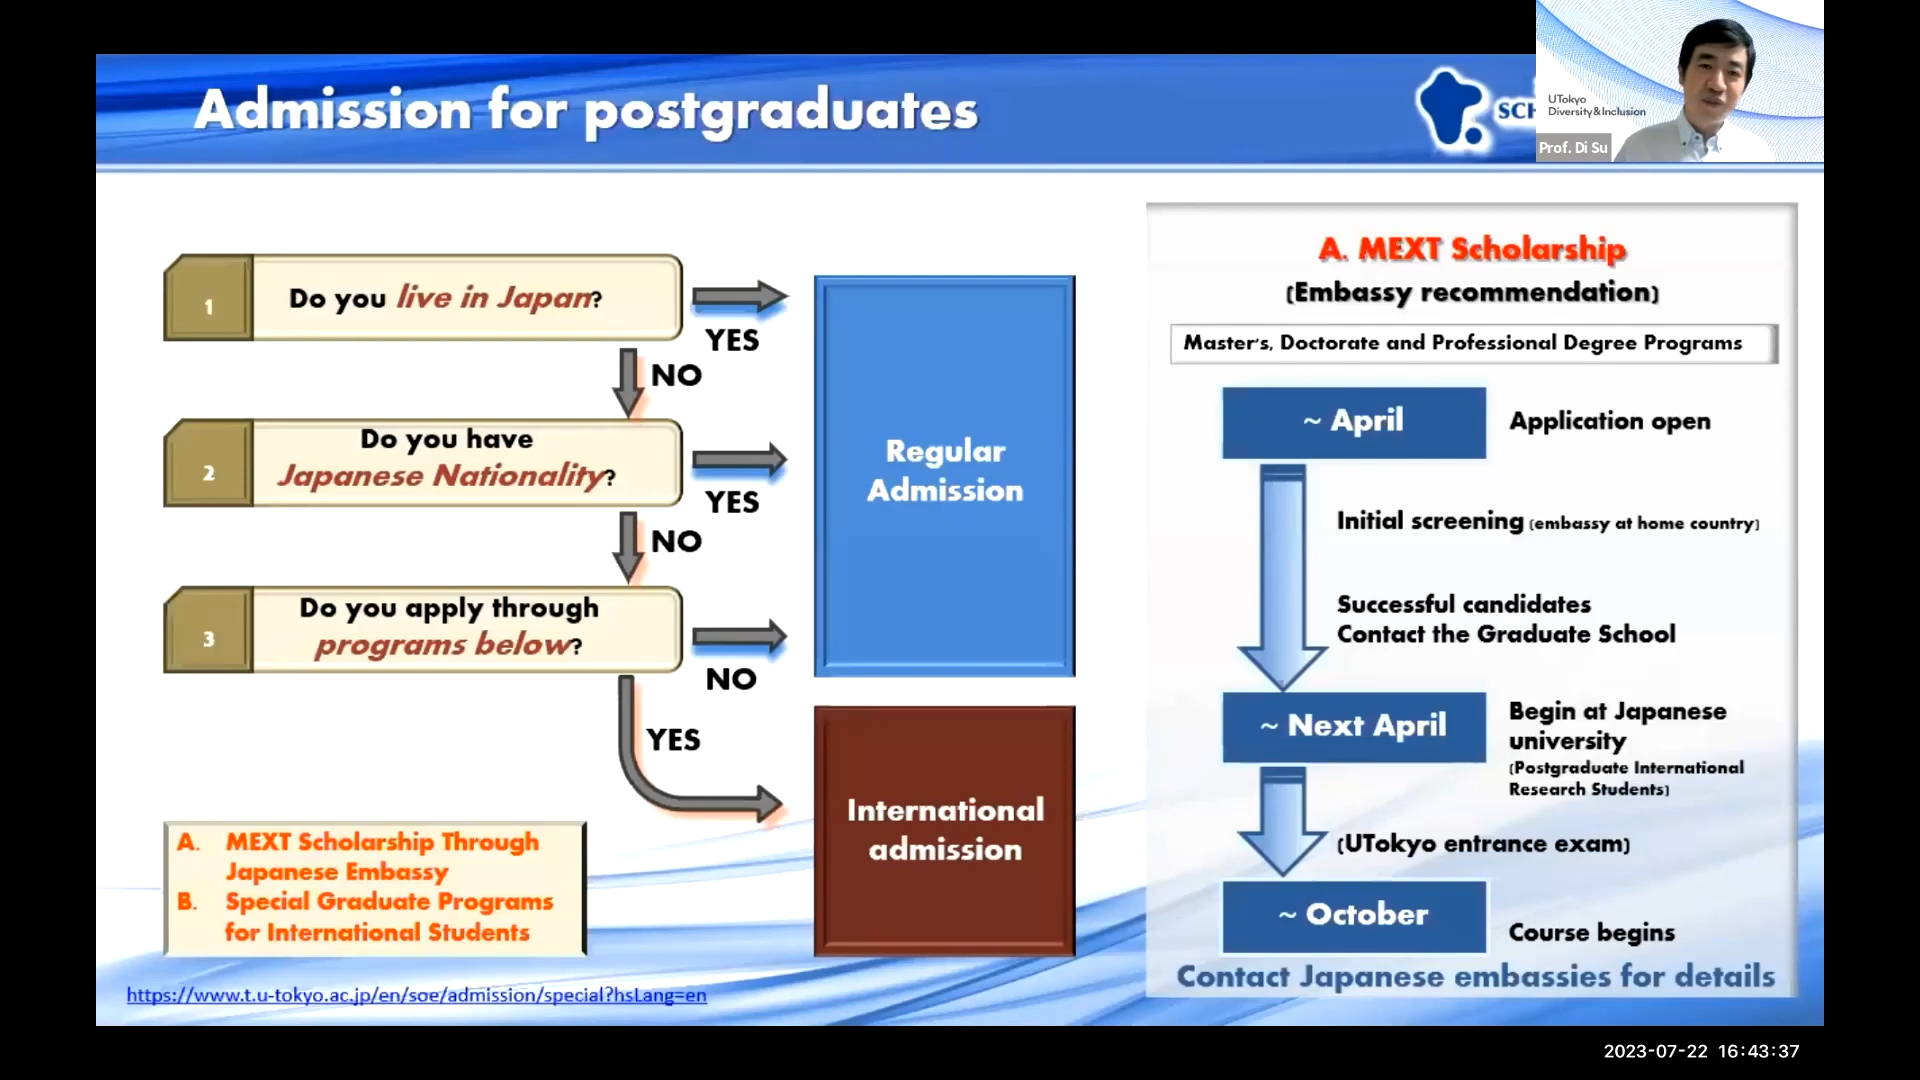 Admission for postgraduates
UTokyo
Diversity&Inclusion
Prof. Di Su
1
Do you live in Japan?
YES
NO
2
Do you have
Japanese Nationality?
YES
NO
3
Do you apply through
programs below?
NO
YES
Regular
Admission
International
admission
A. MEXT Scholarship Through
Japanese Embassy
B. Special Graduate Programs
for International Students
https://www.t.u-tokyo.ac.jp/en/soe/admission/special?hsLang=en
A. MEXT Scholarship
(Embassy recommendation)
Master's, Doctorate and Professional Degree Programs
~ April
Application open
Initial screening (embassy at home country)
Successful candidates
Contact the Graduate School
~ Next April
Begin at Japanese
university
(Postgraduate International
Research Students)
(UTokyo entrance exam)
~ October
Course begins
Contact Japanese embassies for details
2023-07-22 16:43:37